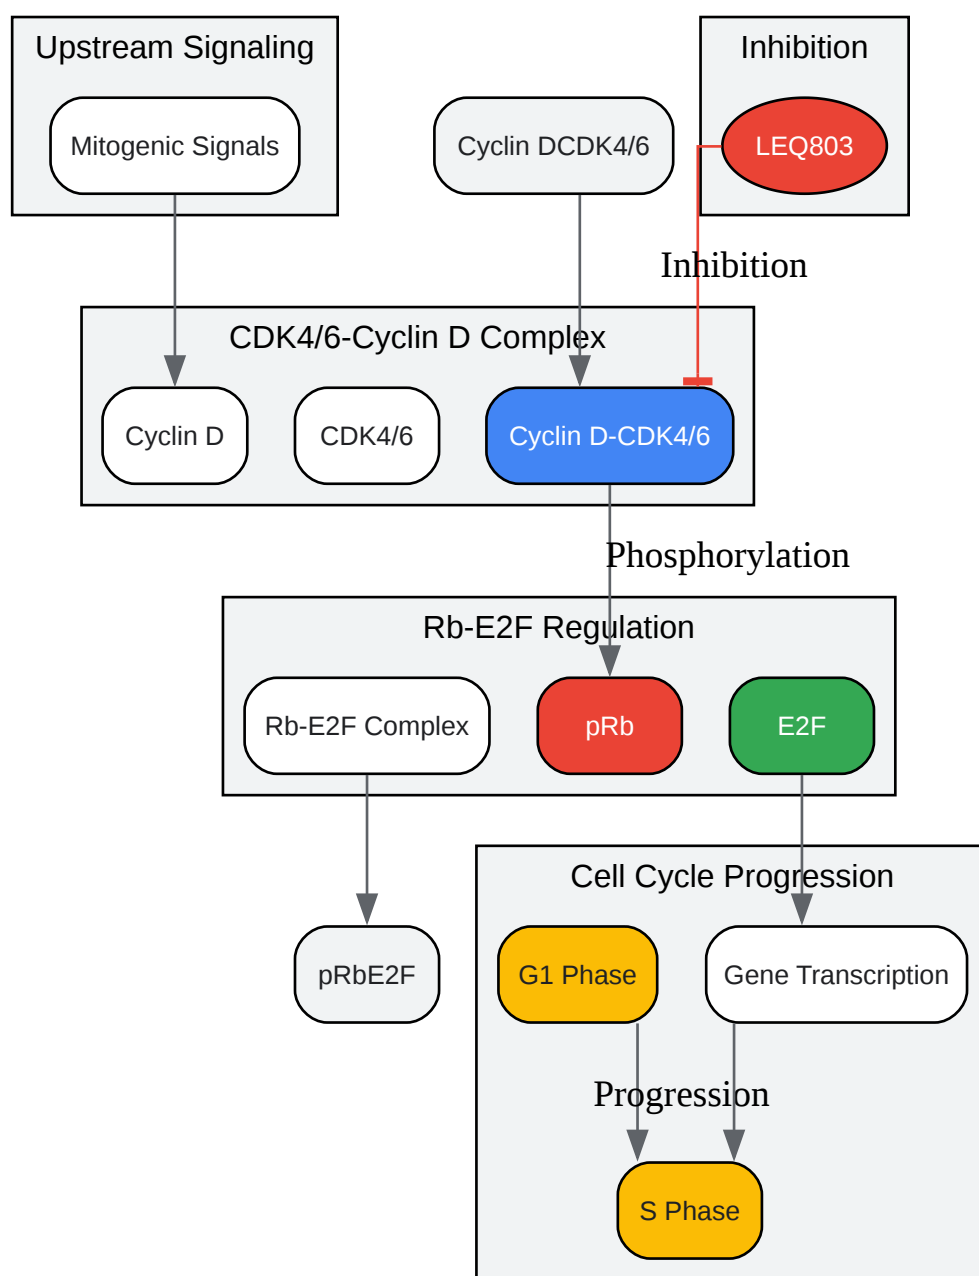 Upstream Signaling
Inhibition
Mitogenic Signals
Cyclin DCDK4/6
LEQ803
Inhibition
CDK4/6-Cyclin D Complex
Cyclin D
CDK4/6
Cyclin D-CDK4/6
Phosphorylation
Rb-E2F Regulation
Rb-E2F Complex
pRb
E2F
Cell Cycle Progression
pRbE2F
G1 Phase
Gene Transcription
Progression
S Phase